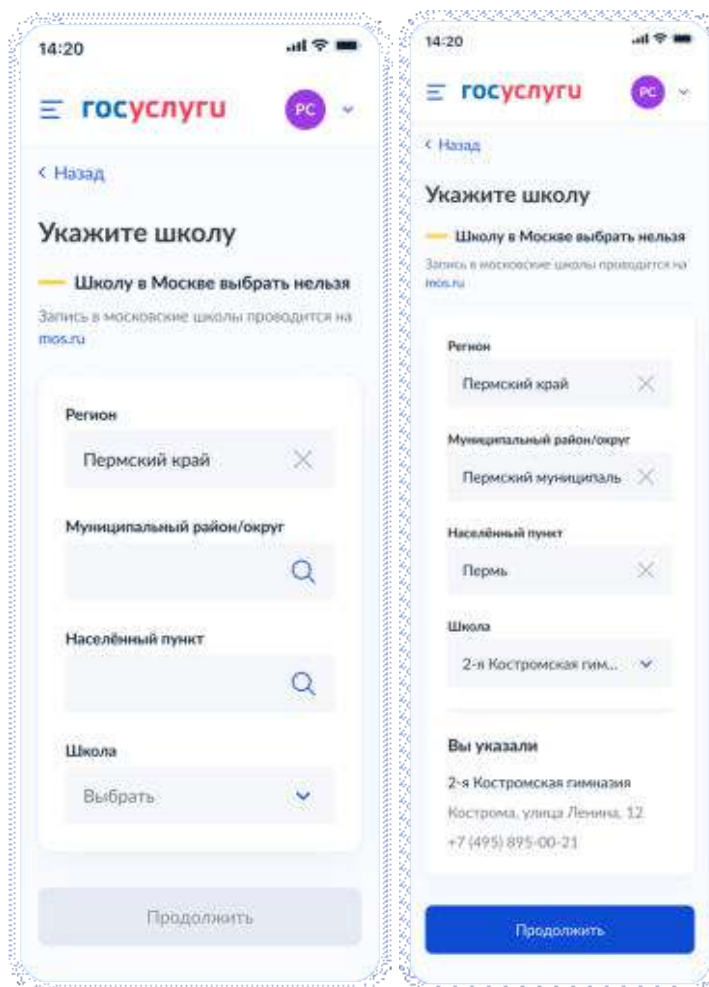 14:20
госуслуги
РС
Назад
Укажите школу
Школу в Москве выбрать нельзя
Запись в московские школы проводится на
mos.ru
Регион
Пермский край
Муниципальный район/округ
Населённый пункт
Школа
Выбрать
Продолжить
14:20
госуслуги
РС
Назад
Укажите школу
Школу в Москве выбрать нельзя
Запись в московские школы проводится на
mos.ru
Регион
Пермский край
Муниципальный район/округ
Пермский муниципаль
Населённый пункт
Пермь
Школа
2-я Костромская гим...
Вы указали
2-я Костромская гимназия
Кострома, улица Ленина, 12
+7 (495) 895-00-21
Продолжить